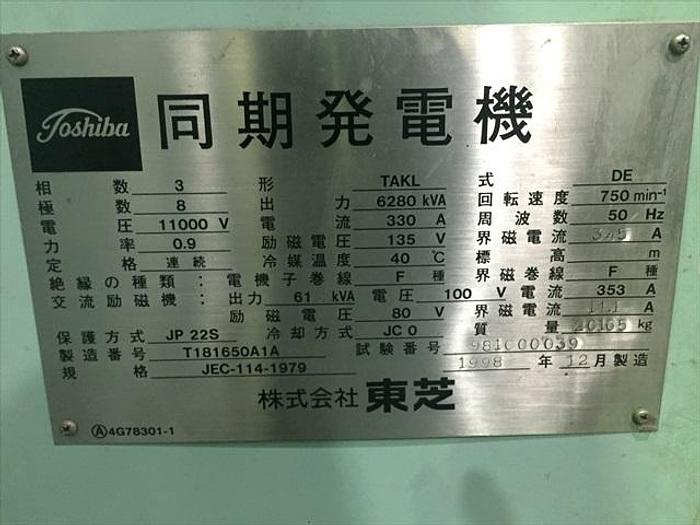 Toshiba 同期発電機
相数 3 形 TAKL 式 DE
極数 8 出力 6280 kVA 回転速度 750 min⁻¹
電圧 11000 V 電流 330 A 周波数 50 Hz
力率 0.9 励磁電圧 135 V 界磁電流 345 A
定格 連続 冷媒温度 40 ℃ 標高 m
絶縁の種類:電機子巻線 F 種 界磁巻線 F 種
交流励磁機:出力 61 kVA 電圧 100 V 電流 353 A
励磁電圧 80 V 界磁電流 A
保護方式 JP 22S 冷却方式 JC 0 質量 20165 kg
製造番号 T181650A1A 試験番号 981000039
規格 JEC-114-1979 1998 年 12 月製造
株式会社 東芝
Ⓐ4G78301-1